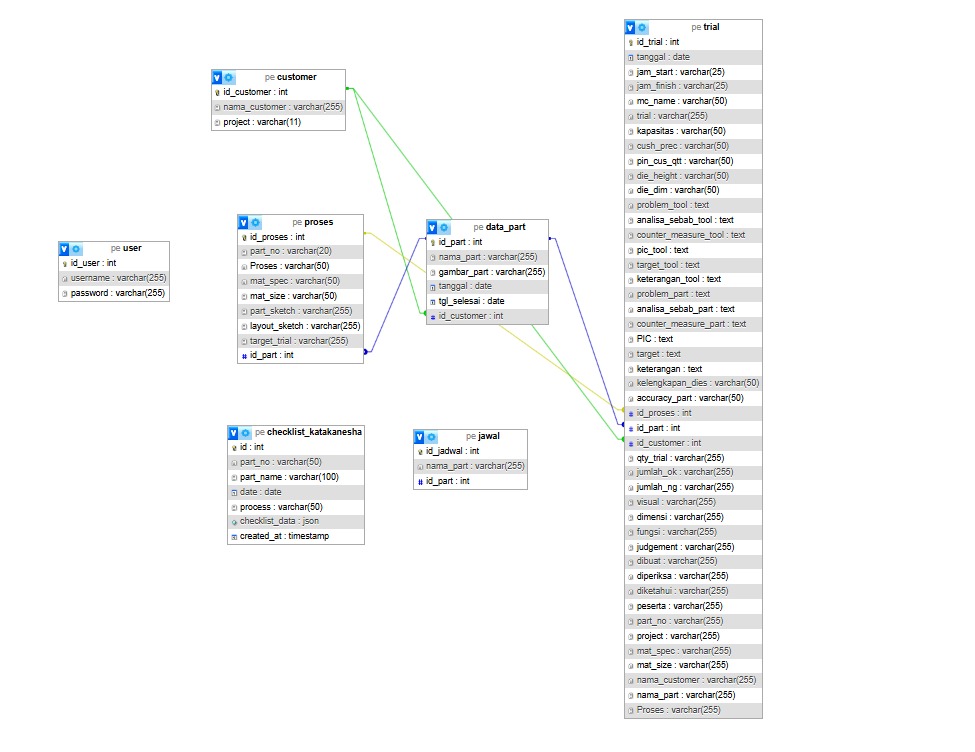 pe customer
id_customer : int
nama_customer : varchar(255)
project : varchar(11)
pe user
id_user : int
username : varchar(255)
password : varchar(255)
pe proses
id_proses : int
part_no : varchar(20)
Proses : varchar(50)
mat_spec : varchar(50)
mat_size : varchar(50)
part_sketch : varchar(255)
layout_sketch : varchar(255)
target_trial : varchar(255)
id_part : int
pe data_part
id_part : int
nama_part : varchar(255)
gambar_part : varchar(255)
tanggal : date
tgl_selesai : date
id_customer : int
pe checklist_katakanesha
id : int
part_no : varchar(50)
part_name : varchar(100)
date : date
process : varchar(50)
checklist_data : json
created_at : timestamp
pe jawal
id_jadwal : int
nama_part : varchar(255)
id_part : int
pe trial
id_trial : int
tanggal : date
jam_start : varchar(25)
jam_finish : varchar(25)
mc_name : varchar(50)
trial : varchar(255)
kapasitas : varchar(50)
cush_prec : varchar(50)
pin_cus_qtt : varchar(50)
die_height : varchar(50)
die_dim : varchar(50)
problem_tool : text
analisa_sebab_tool : text
counter_measure_tool : text
pic_tool : text
target_tool : text
keterangan_tool : text
problem_part : text
analisa_sebab_part : text
counter_measure_part : text
PIC : text
target : text
keterangan : text
kelengkapan_dies : varchar(50)
accuracy_part : varchar(50)
id_proses : int
id_part : int
id_customer : int
qty_trial : varchar(255)
jumlah_ok : varchar(255)
jumlah_ng : varchar(255)
visual : varchar(255)
dimensi : varchar(255)
fungsi : varchar(255)
judgement : varchar(255)
dibuat : varchar(255)
diperiksa : varchar(255)
diketahui : varchar(255)
peserta : varchar(255)
part_no : varchar(255)
project : varchar(255)
mat_spec : varchar(255)
mat_size : varchar(255)
nama_customer : varchar(255)
nama_part : varchar(255)
Proses : varchar(255)